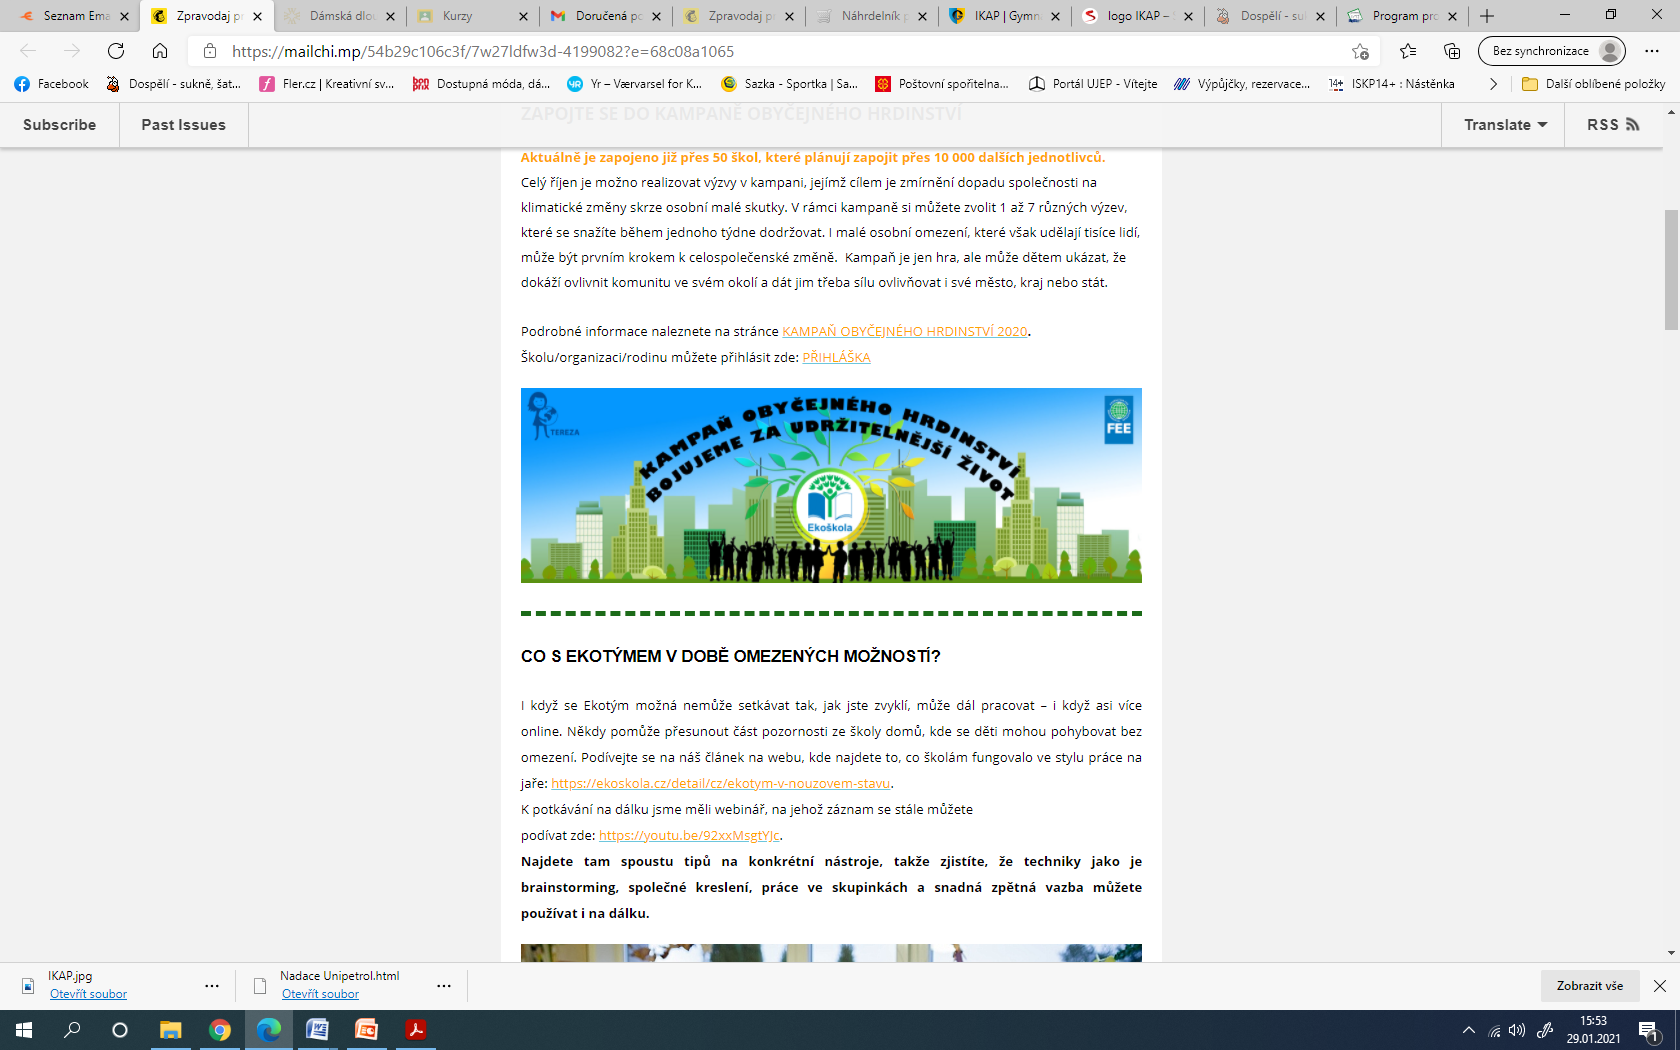 Seznam Ema
Zpravodaj pr
Dámská dlou
Kurzy
Doručená po
Zpravodaj pr
Náhrdelník p
IKAP | Gymn
logo IKAP –
Dospělí - suk
Program pro
https://mailchi.mp/54b29c106c3f/7w27ldfw3d-4199082?e=68c08a1065
Bez synchronizace
Facebook
Dospělí - sukně, šat...
Fler.cz | Kreativní sv...
Dostupná móda, dá...
Yr – Værvarsel for K...
Sazka - Sportka | Sa...
Poštovní spořitelna...
Portál UJEP - Vítejte
Výpůjčky, rezervace...
ISKP14+ : Nástěnka
Další oblíbené položky
Subscribe
Past Issues
Translate
RSS
ZAPOJTE SE DO KAMPANĚ OBYČEJNÉHO HRDINSTVÍ
Aktuálně je zapojeno již přes 50 škol, které plánují zapojit přes 10 000 dalších jednotlivců.
Celý říjen je možno realizovat výzvy v kampani, jejímž cílem je zmírnění dopadu společnosti na
klimatické změny skrze osobní malé skutky. V rámci kampaně si můžete zvolit 1 až 7 různých výzev,
které se snažíte během jednoho týdne dodržovat. I malé osobní omezení, které však udělají tisíce lidí,
může být prvním krokem k celospolečenské změně.  Kampaň je jen hra, ale může dětem ukázat, že
dokáží ovlivnit komunitu ve svém okolí a dát jim třeba sílu ovlivňovat i své město, kraj nebo stát.
Podrobné informace naleznete na stránce KAMPAŇ OBYČEJNÉHO HRDINSTVÍ 2020.
Školu/organizaci/rodinu můžete přihlásit zde: PŘIHLÁŠKA
TEREZA
KAMPAŇ OBYČEJNÉHO HRDINSTVÍ
BOJUJEME ZA UDRŽITELNĚJŠÍ ŽIVOT
FEE
Ekoškola
CO S EKOTÝMEM V DOBĚ OMEZENÝCH MOŽNOSTÍ?
I když se Ekotým možná nemůže setkávat tak, jak jste zvyklí, může dál pracovat – i když asi více
online. Někdy pomůže přesunout část pozornosti ze školy domů, kde se děti mohou pohybovat bez
omezení. Podívejte se na náš článek na webu, kde najdete to, co školám fungovalo ve stylu práce na
jaře: https://ekoskola.cz/detail/cz/ekotym-v-nouzovem-stavu.
K potkávání na dálku jsme měli webinář, na jehož záznam se stále můžete
podívat zde: https://youtu.be/92xxMsgtYJc.
Najdete tam spoustu tipů na konkrétní nástroje, takže zjistíte, že techniky jako je
brainstorming, společné kreslení, práce ve skupinkách a snadná zpětná vazba můžete
používat i na dálku.
IKAP.jpg
Otevřít soubor
Nadace Unipetrol.html
Otevřít soubor
Zobrazit vše
15:53
29.01.2021
1